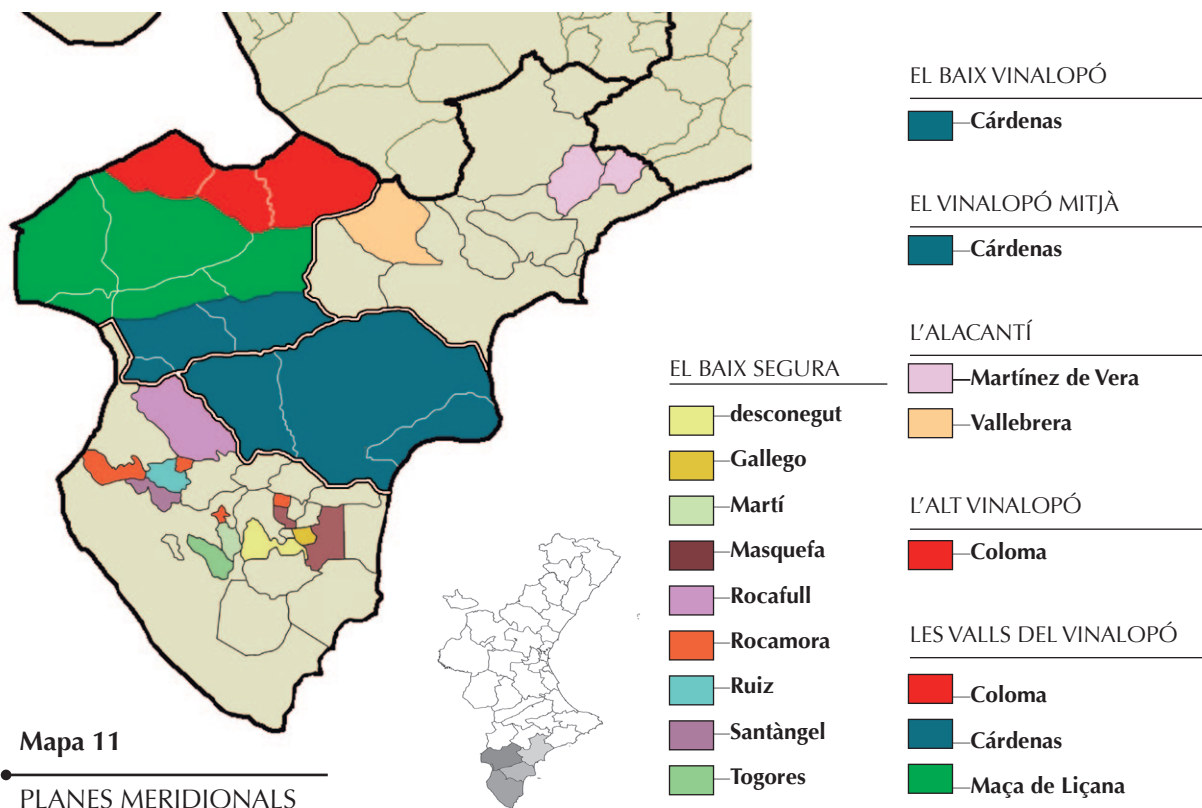 EL BAIX VINALOPÓ
Cárdenas
EL VINALOPÓ MITJÀ
Cárdenas
L'ALACANTÍ
Martínez de Vera
Vallebrera
L'ALT VINALOPÓ
Coloma
LES VALLS DEL VINALOPÓ
Coloma
Cárdenas
Maça de Liçana
EL BAIX SEGURA
desconegut
Gallego
Martí
Masquefa
Rocafull
Rocamora
Ruiz
Santàngel
Togores
Mapa 11
PLANES MERIDIONALS